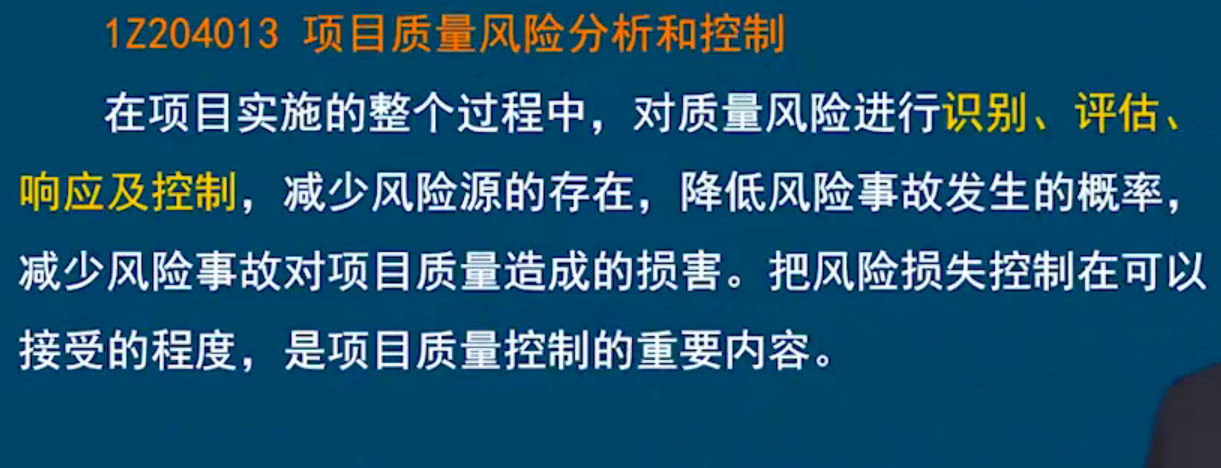 1Z204013 项目质量风险分析和控制
在项目实施的整个过程中，对质量风险进行识别、评估、
响应及控制，减少风险源的存在，降低风险事故发生的概率，
减少风险事故对项目质量造成的损害。把风险损失控制在可以
接受的程度，是项目质量控制的重要内容。